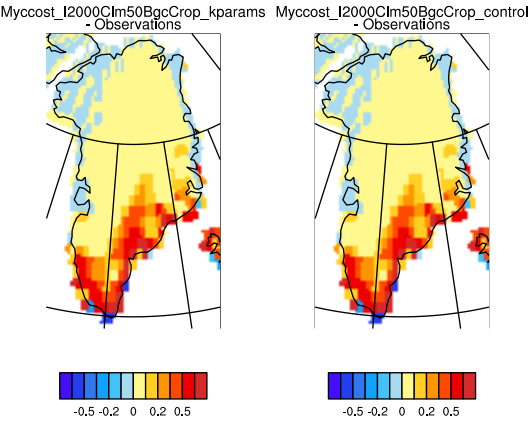 Myccost_I2000Clm50BgcCrop_kparams
- Observations
Myccost_I2000Clm50BgcCrop_control
- Observations
-0.5 -0.2 0 0.2 0.5
-0.5 -0.2 0 0.2 0.5